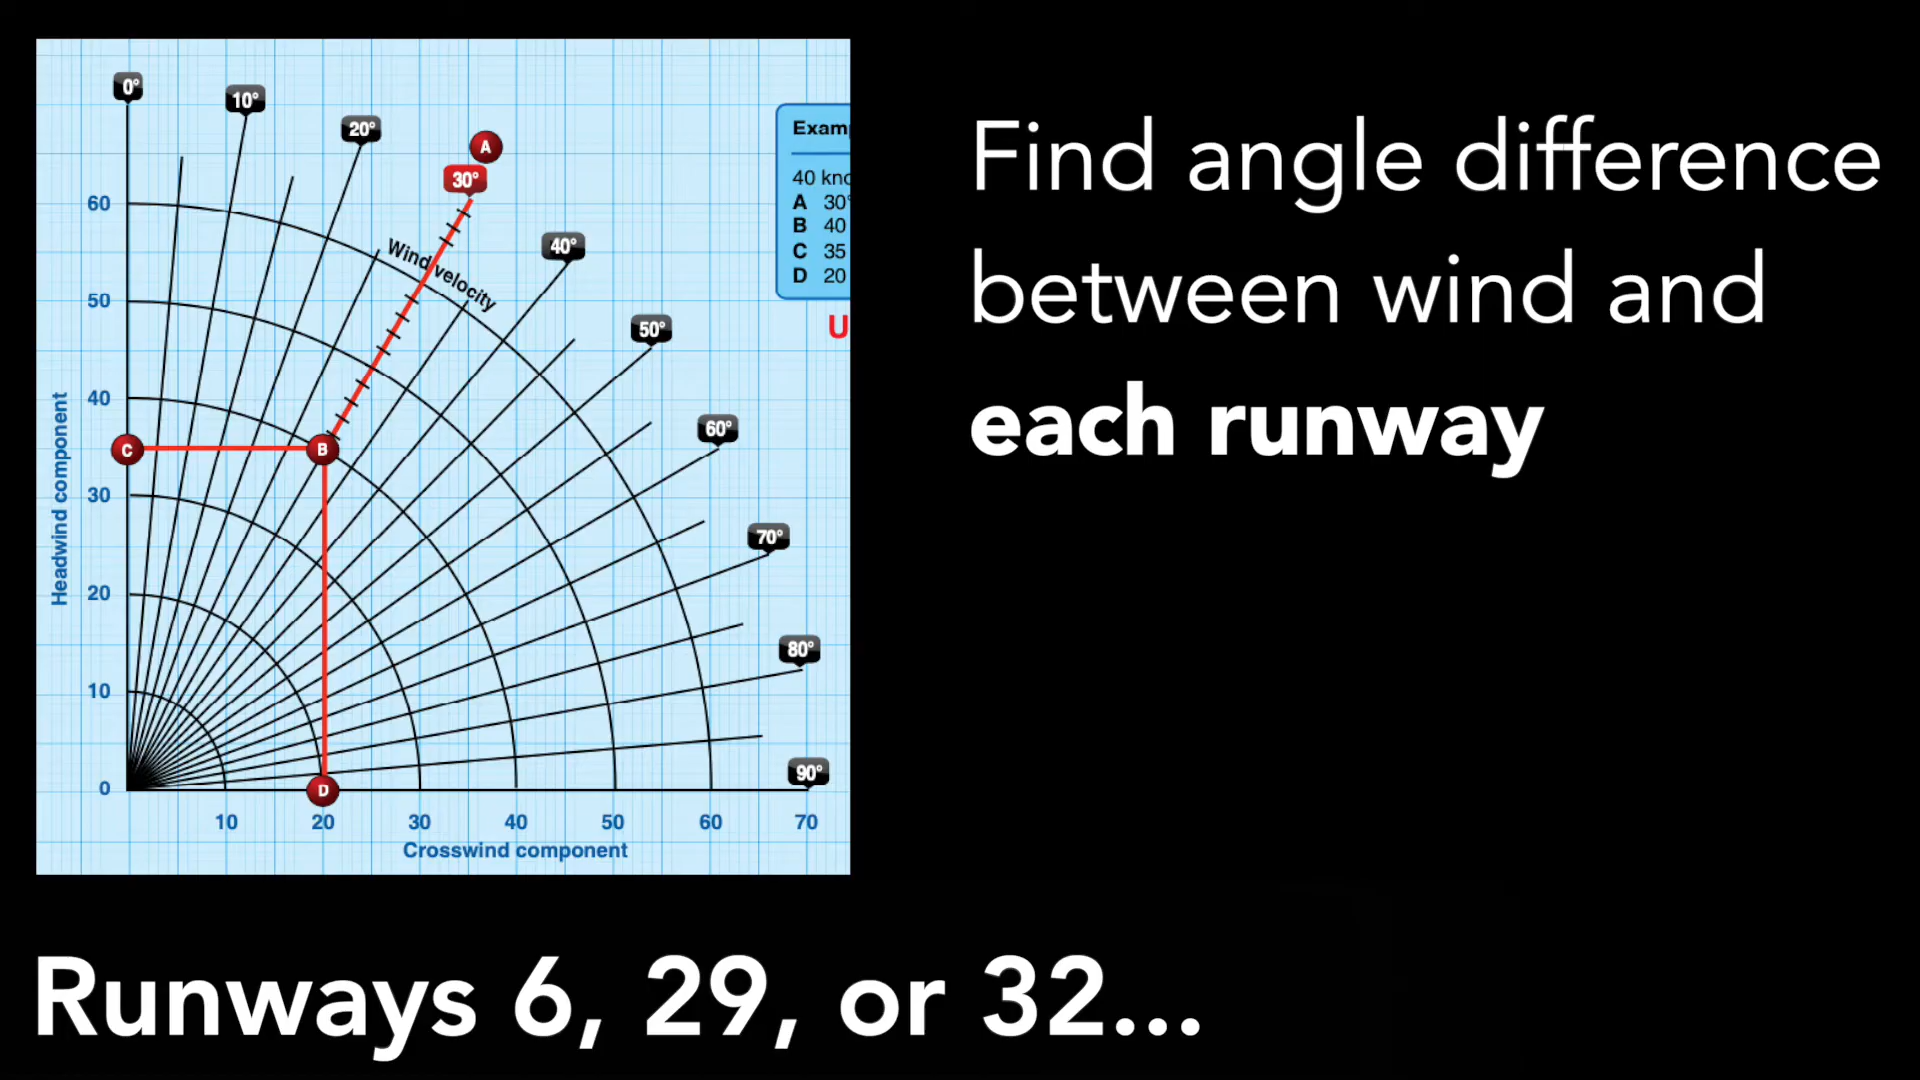 0°
10°
20°
A
30°
40°
50°
60°
70°
80°
90°
Wind velocity
60
50
40
30
20
10
0
Headwind component
C
B
D
10
20
30
40
50
60
70
Crosswind component
Exam
40 kno
A 30°
B 40
C 35
D 20
U
Find angle difference
between wind and
each runway
Runways 6, 29, or 32...